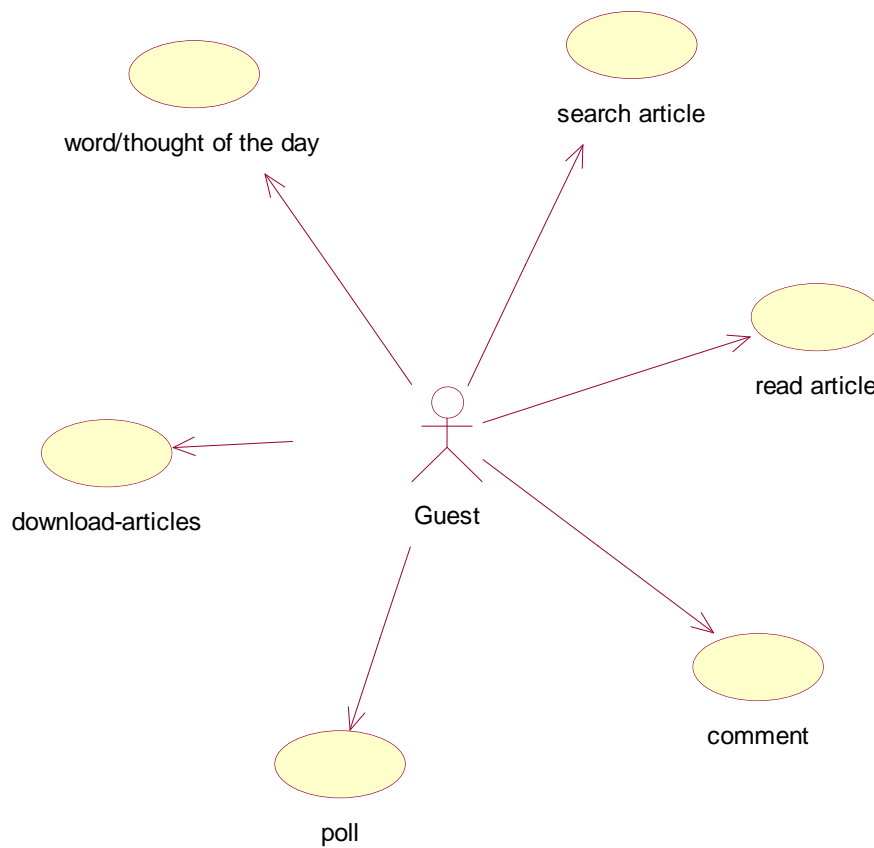 search article
word/thought of the day
read article
download-articles
Guest
comment
poll